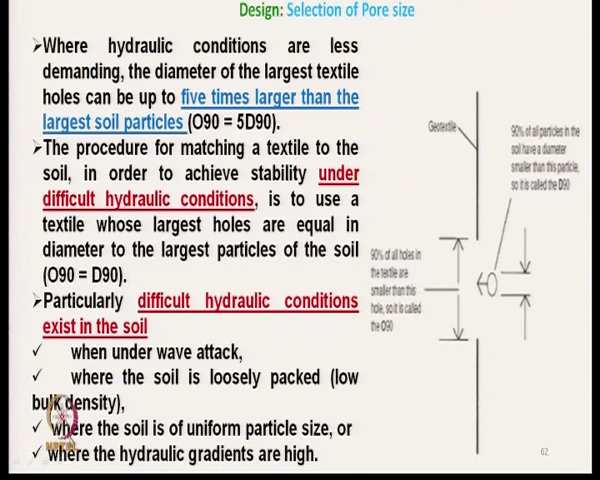 Design: Selection of Pore size
➢Where hydraulic conditions are less
demanding, the diameter of the largest textile
holes can be up to five times larger than the
largest soil particles (O90 = 5D90).
➢The procedure for matching a textile to the
soil, in order to achieve stability under
difficult hydraulic conditions, is to use a
textile whose largest holes are equal in
diameter to the largest particles of the soil
(O90 = D90).
➢Particularly difficult hydraulic conditions
exist in the soil
✓ when under wave attack,
✓ where the soil is loosely packed (low
bulk density),
✓ where the soil is of uniform particle size, or
✓ where the hydraulic gradients are high.
Geotextile
90% of all particles in the
soil have a diameter
smaller than this particle,
so it is called the D90
90% of all holes in
the textile are
smaller than this
hole, so it is called
the O90
62